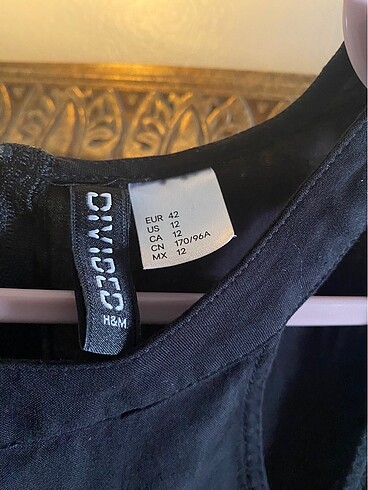 DIVIDED
H&M
EUR 42
US 12
CA 12
CN 170/96A
MX 12